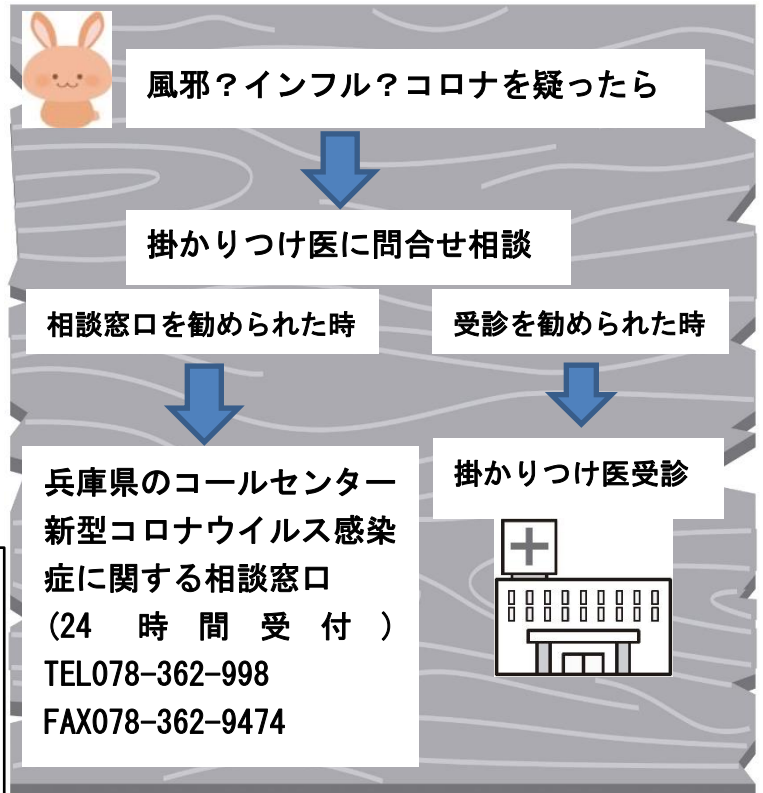 風邪？インフル？コロナを疑ったら
掛かりつけ医に問合せ相談
相談窓口を勧められた時
受診を勧められた時
兵庫県のコールセンター
新型コロナウイルス感染
症に関する相談窓口
(24 時 間 受 付 )
TEL078-362-998
FAX078-362-9474
掛かりつけ医受診